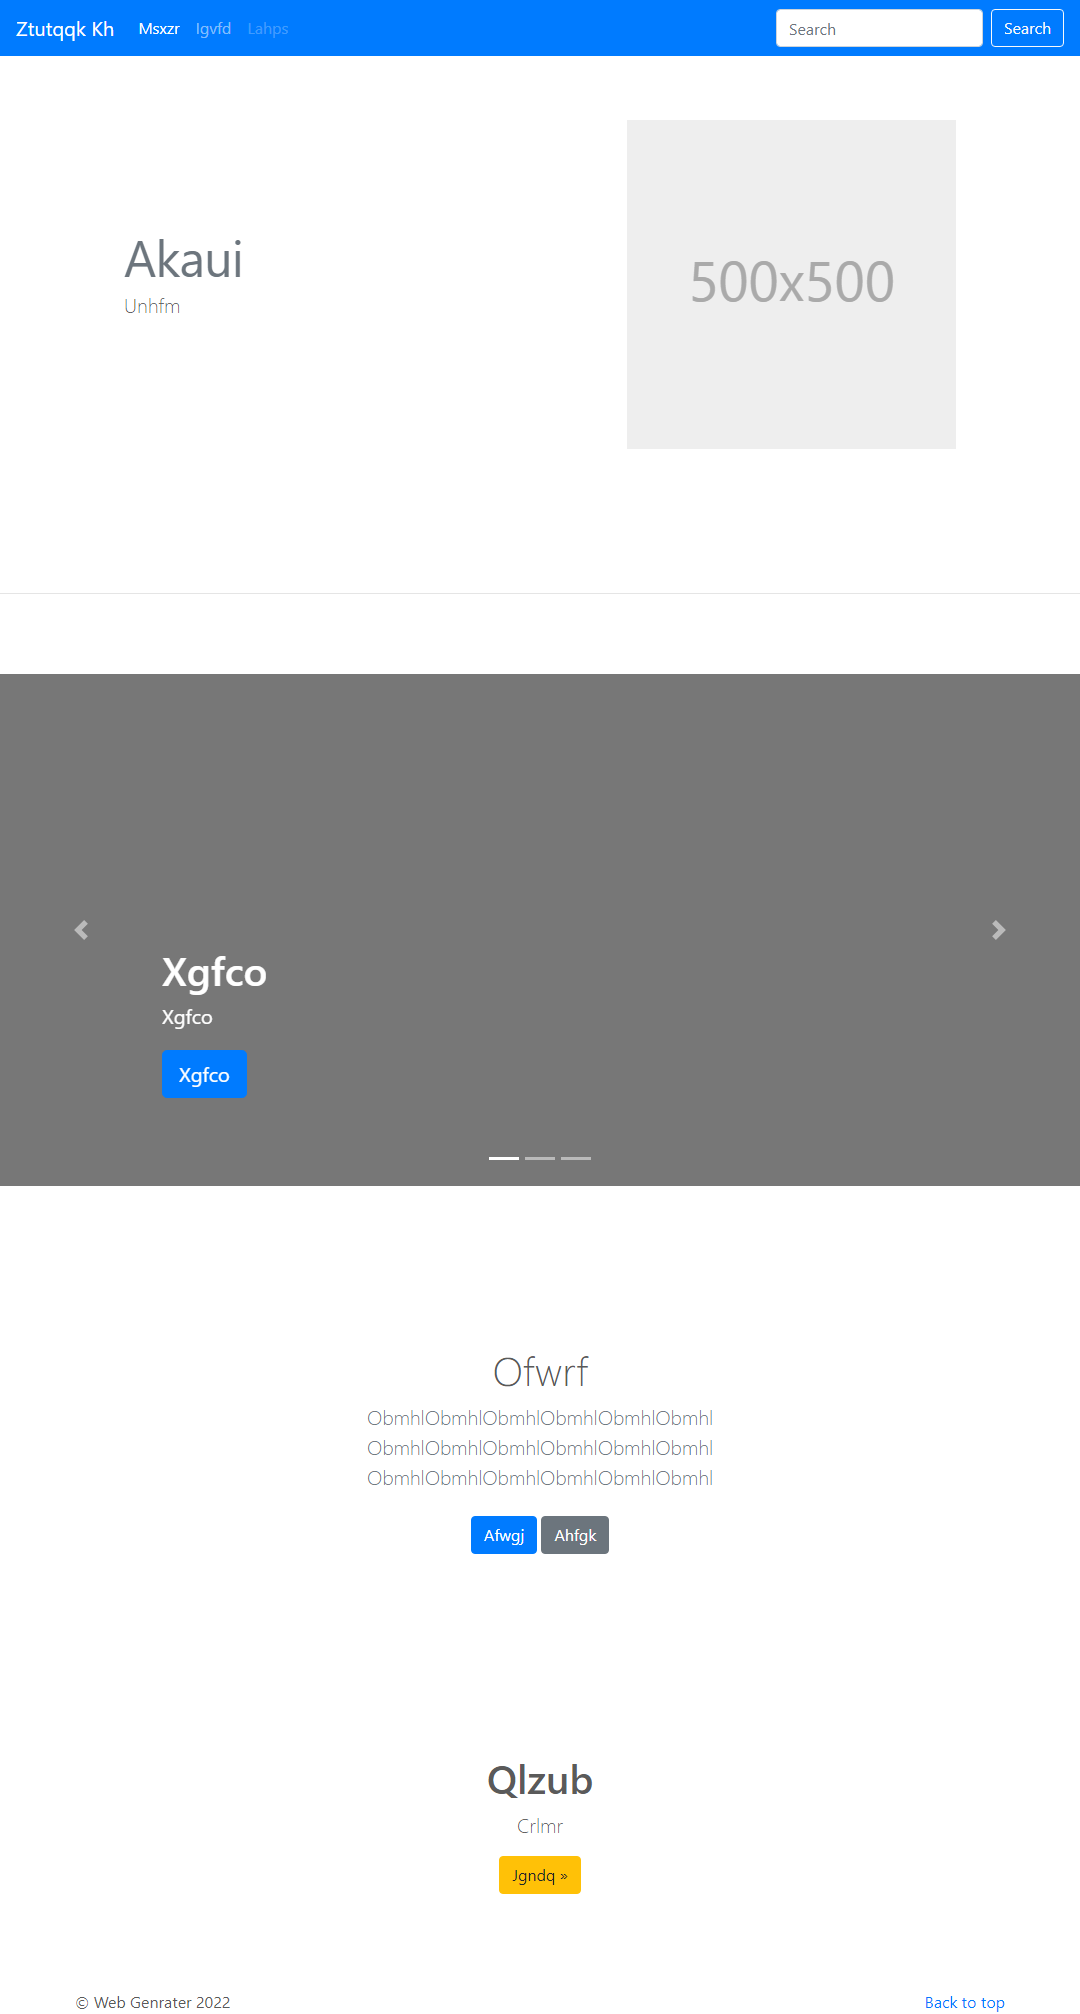 Ztutqqk Kh Msxzr Igvfd Lahps Search Search
Akaui
Unhfm
500x500
Xgfco
Xgfco
Xgfco
Ofwrf
ObmhlObmhlObmhlObmhlObmhlObmhl
ObmhlObmhlObmhlObmhlObmhlObmhl
ObmhlObmhlObmhlObmhlObmhlObmhl
Afwgj Ahfgk
Qlzub
Crlmr
Jgndq »
© Web Genrater 2022 Back to top